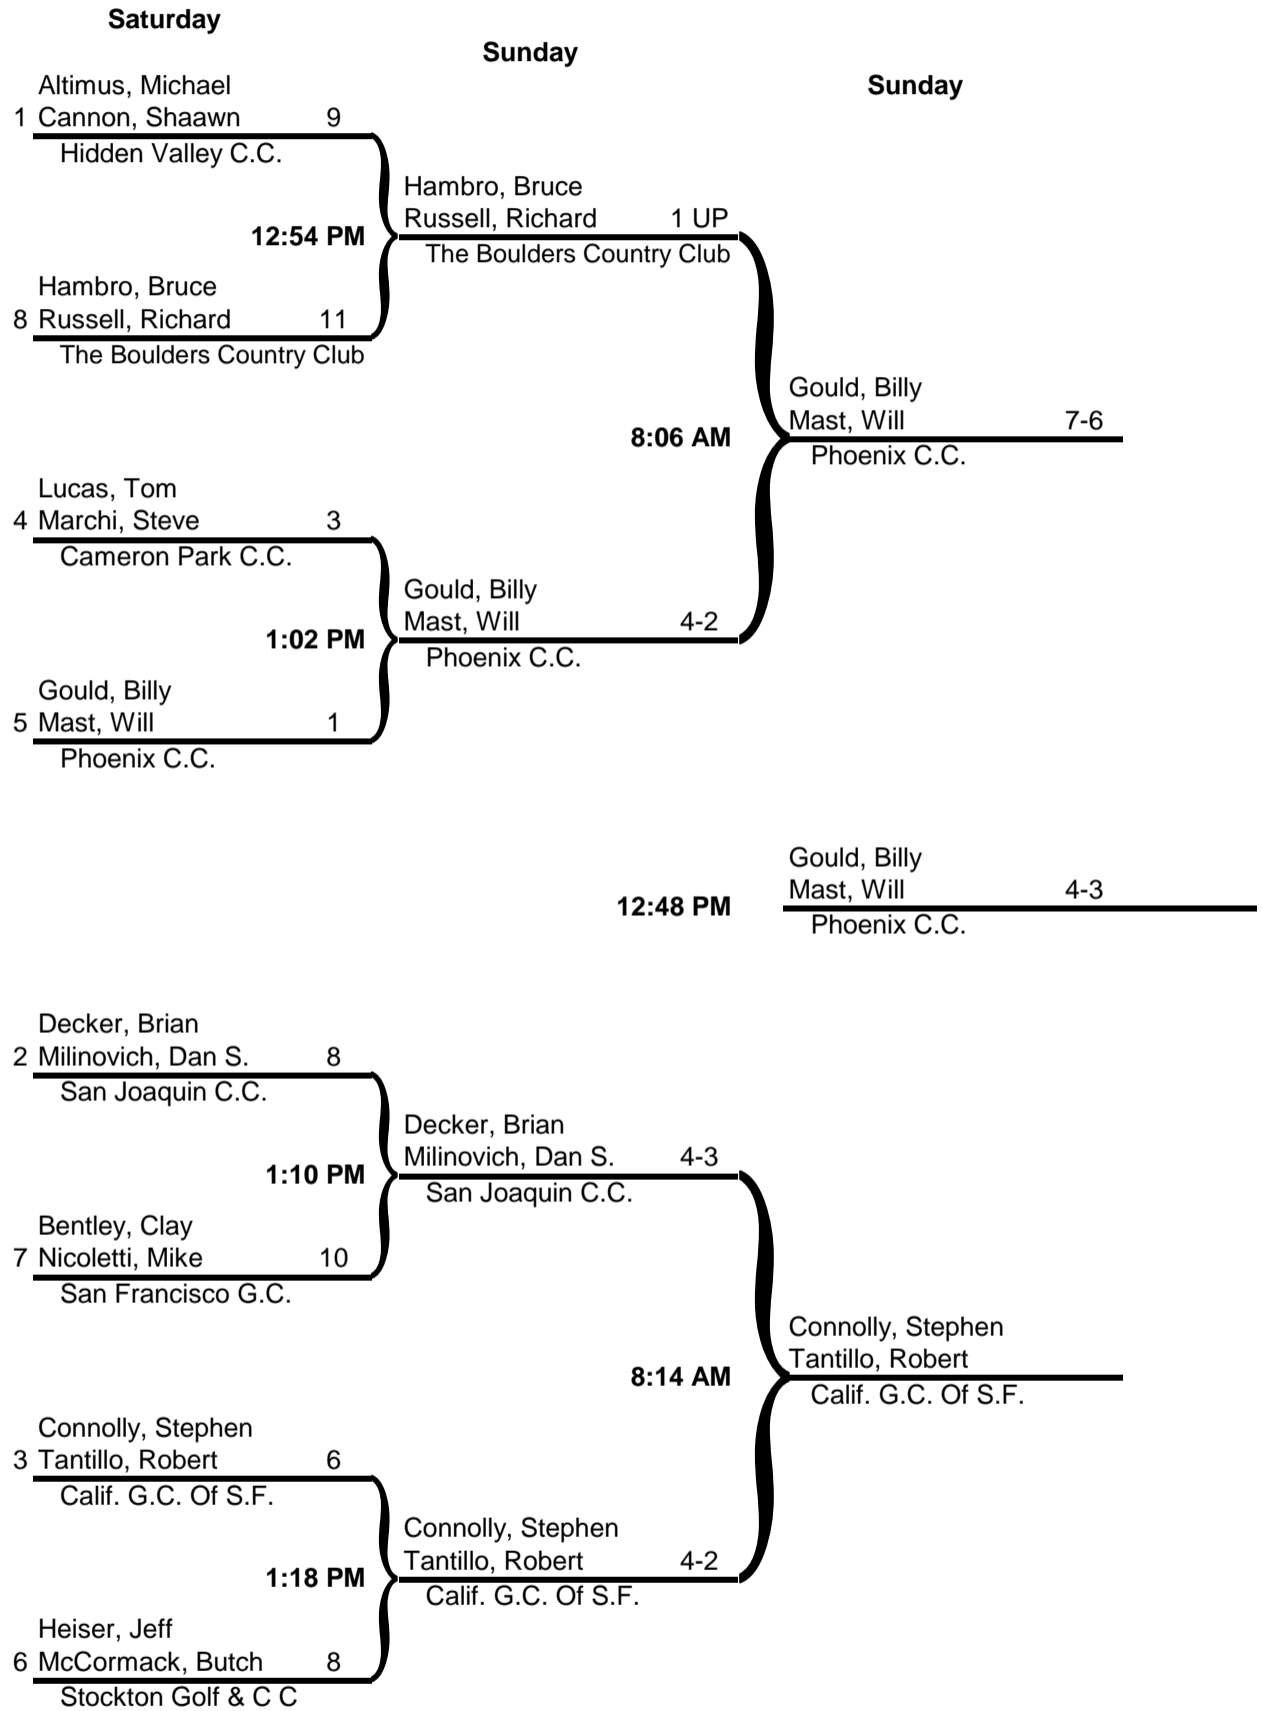 Saturday
Sunday
Sunday
Altimus, Michael
1 Cannon, Shaawn 9
Hidden Valley C.C.
Hambro, Bruce
Russell, Richard 1 UP
The Boulders Country Club
12:54 PM
Hambro, Bruce
8 Russell, Richard 11
The Boulders Country Club
Gould, Billy
Mast, Will 7-6
Phoenix C.C.
8:06 AM
Lucas, Tom
4 Marchi, Steve 3
Cameron Park C.C.
Gould, Billy
Mast, Will 4-2
Phoenix C.C.
1:02 PM
Gould, Billy
5 Mast, Will 1
Phoenix C.C.
Gould, Billy
Mast, Will 4-3
Phoenix C.C.
12:48 PM
Decker, Brian
2 Milinovich, Dan S. 8
San Joaquin C.C.
Decker, Brian
Milinovich, Dan S. 4-3
San Joaquin C.C.
1:10 PM
Bentley, Clay
7 Nicoletti, Mike 10
San Francisco G.C.
Connolly, Stephen
Tantillo, Robert
Calif. G.C. Of S.F.
8:14 AM
Connolly, Stephen
3 Tantillo, Robert 6
Calif. G.C. Of S.F.
Connolly, Stephen
Tantillo, Robert 4-2
Calif. G.C. Of S.F.
1:18 PM
Heiser, Jeff
6 McCormack, Butch 8
Stockton Golf & C C